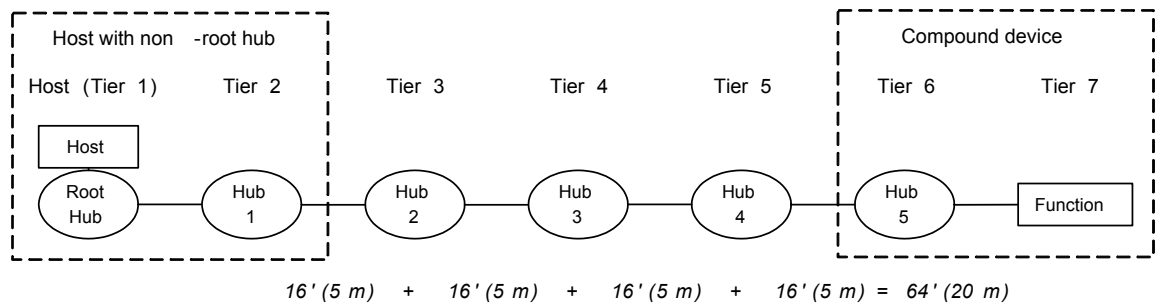 Host with non -root hub
Compound device
Host (Tier 1) Tier 2 Tier 3 Tier 4 Tier 5 Tier 6 Tier 7
Host
Root
Hub
Hub
1
Hub
2
Hub
3
Hub
4
Hub
5
Function
16' (5 m) + 16' (5 m) + 16' (5 m) + 16' (5 m) = 64' (20 m)